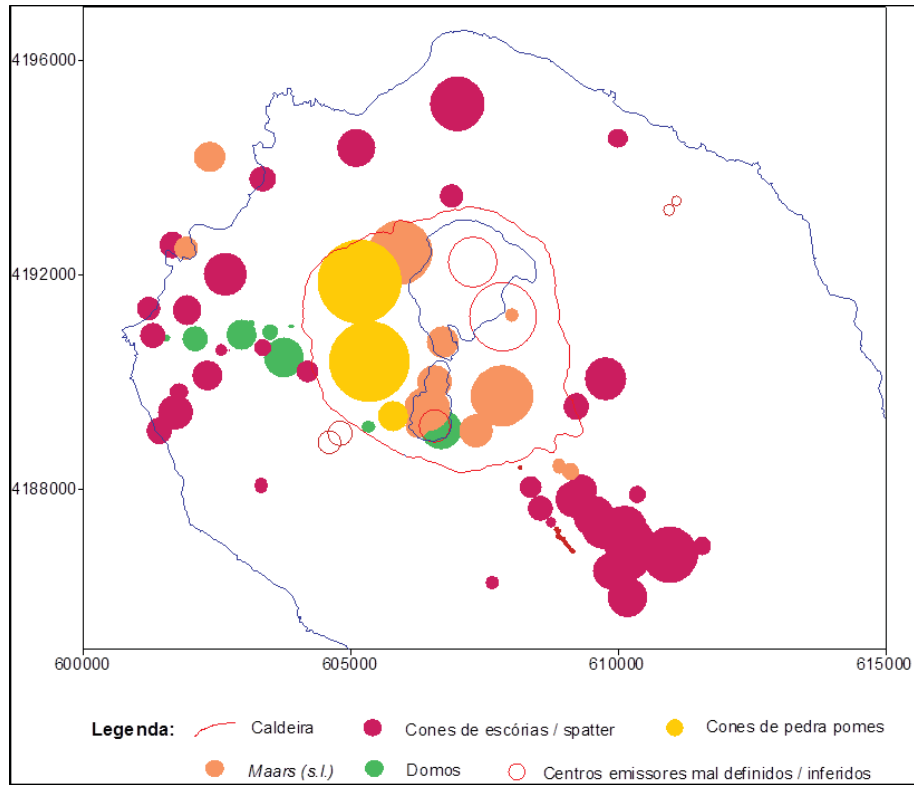 4196000
4192000
4188000
600000 605000 610000 615000
Legenda: Caldeira Cones de escórias / spatter Cones de pedra pomes
Maars (s.l.) Domos Centros emissores mal definidos / inferidos